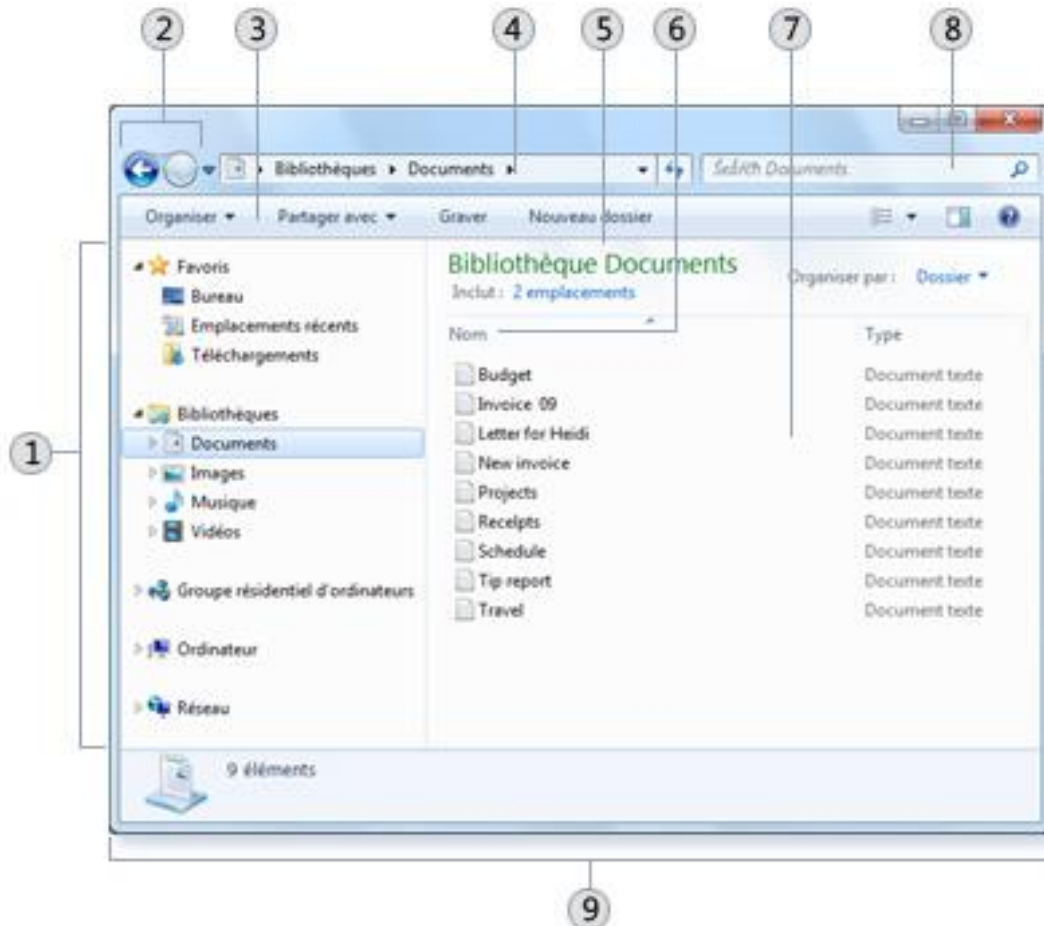 2 3 4 5 6 7 8
Bibliothèques Documents
Search Documents
Organiser Partager avec Graver Nouveau dossier
Favoris
Bureau
Emplacements récents
Téléchargements
Bibliothèques
Documents
Images
Musique
Vidéos
Groupe résidentiel d'ordinateurs
Ordinateur
Réseau
1
Bibliothèque Documents
Inclut : 2 emplacements
Organiser par : Dossier
Nom Type
Budget Document texte
Invoice 09 Document texte
Letter for Heidi Document texte
New invoice Document texte
Projects Document texte
Receipts Document texte
Schedule Document texte
Tip report Document texte
Travel Document texte
9 éléments
9